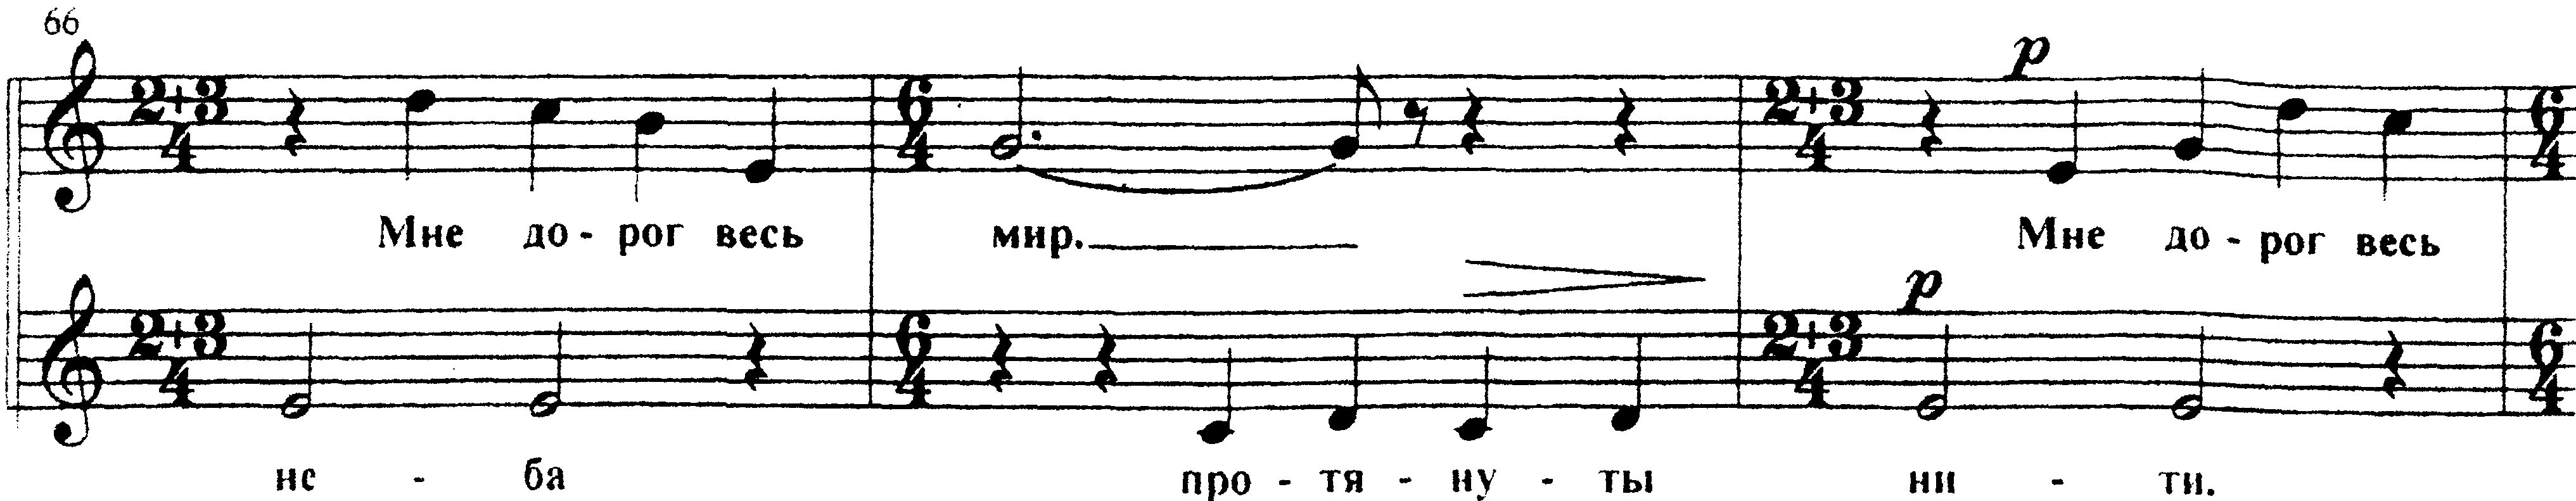 66
2+3 4 6 4 p 2+3 4 6 4
Мне до - рог весь мир. Мне до - рог весь
p
2+3 4 6 4 2+3 4 6 4
не - ба про - тя - ну - ты ни - ти.